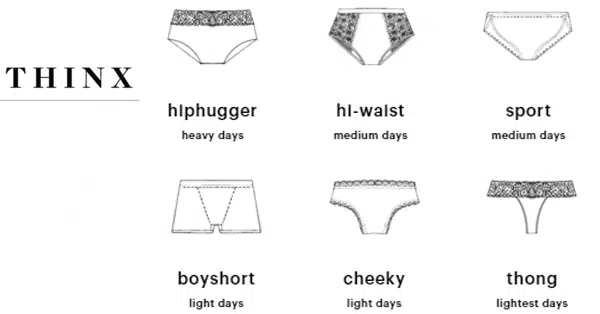 THINX
hiphugger
heavy days
hi-waist
medium days
sport
medium days
boyshort
light days
cheeky
light days
thong
lightest days